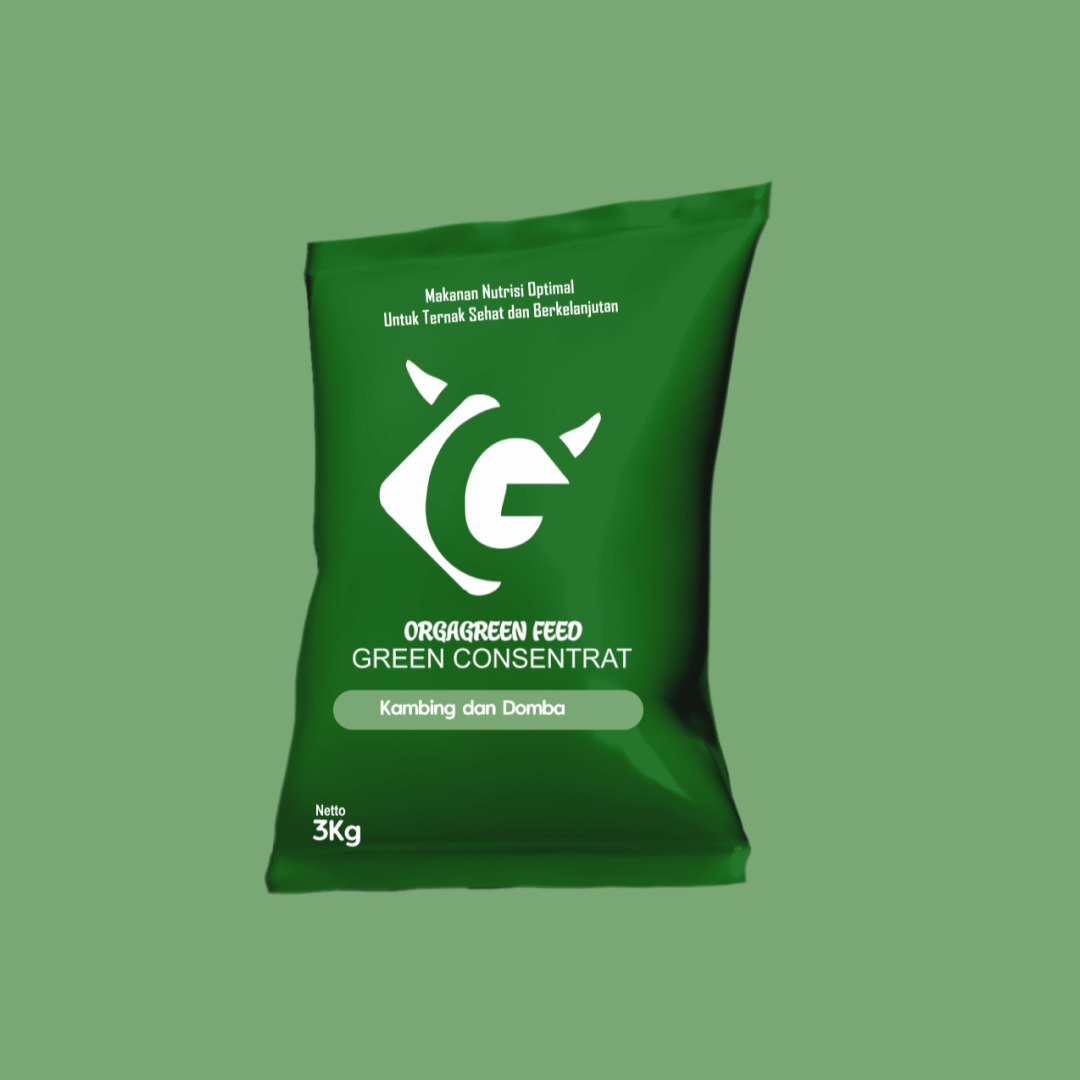 Makanan Nutrisi Optimal
Untuk Ternak Sehat dan Berkelanjutan
ORGAGREEN FEED
GREEN CONSENTRAT
Kambing dan Domba
Netto
3Kg